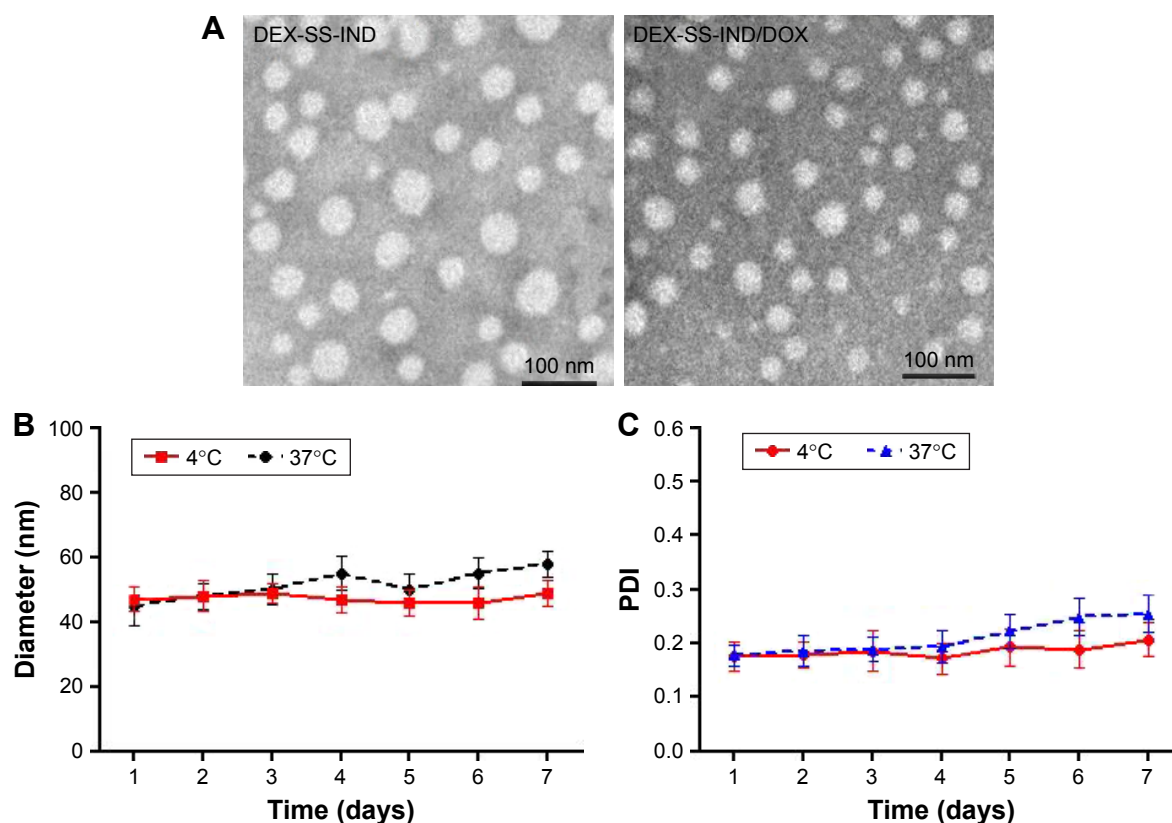 A
DEX-SS-IND
DEX-SS-IND/DOX
100 nm
100 nm
B
100
80
60
40
20
0
4°C
37°C
Diameter (nm)
1 2 3 4 5 6 7
Time (days)
C
0.6
0.5
0.4
0.3
0.2
0.1
0.0
4°C
37°C
PDI
1 2 3 4 5 6 7
Time (days)